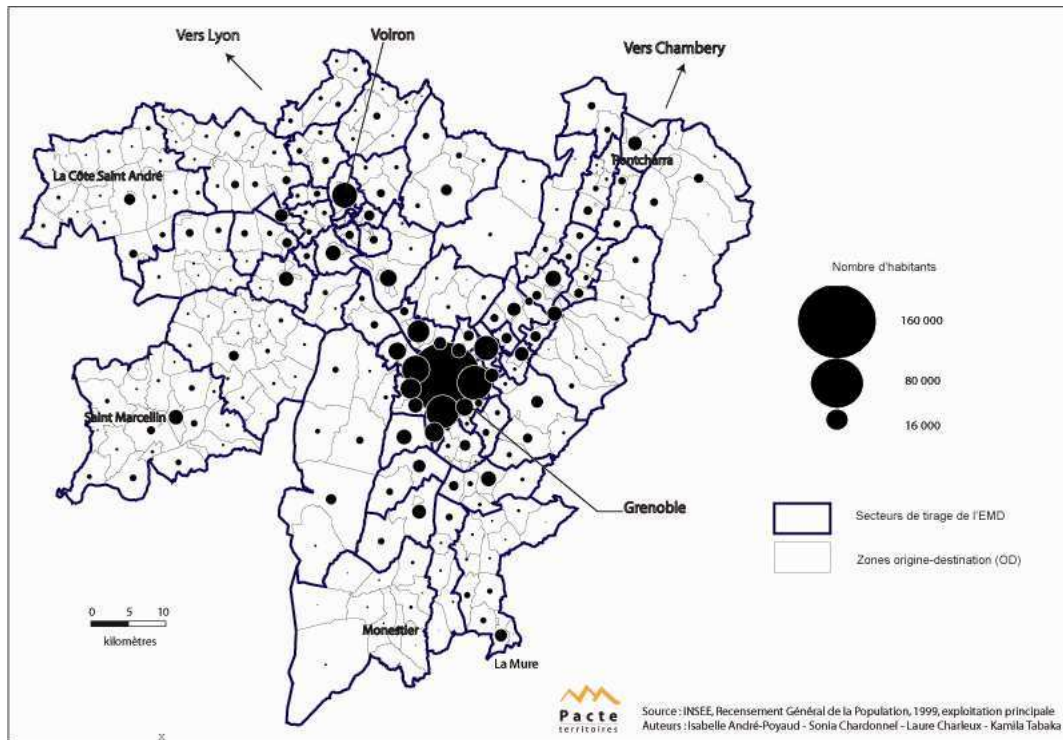 Vers Lyon
Voiron
Vers Chambery
Pontcharra
La Côte Saint André
Nombre d'habitants
160 000
80 000
16 000
Saint Marcellin
Grenoble
Secteurs de tirage de l'EMD
Zones origine-destination (OD)
0 5 10
kilomètres
Monestier
La Mure
Pacte
territoires
Source : INSEE, Recensement Général de la Population, 1999, exploitation principale
Auteurs : Isabelle André-Poyaud - Sonia Chardonnel - Laure Charleux - Kamila Tabaka
x